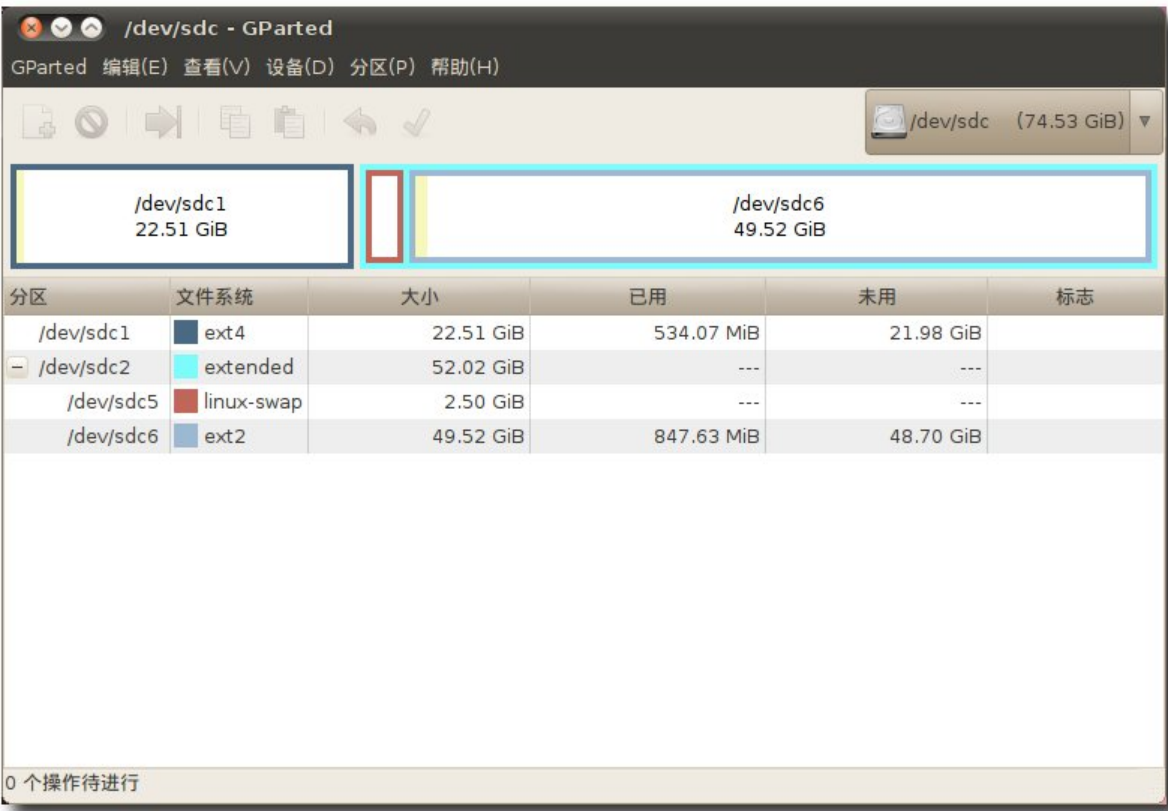 /dev/sdc - GParted
GParted 编辑(E) 查看(V) 设备(D) 分区(P) 帮助(H)
/dev/sdc (74.53 GiB)
/dev/sdc1 /dev/sdc6
22.51 GiB 49.52 GiB
分区 文件系统 大小 已用 未用 标志
/dev/sdc1 ext4 22.51 GiB 534.07 MiB 21.98 GiB
/dev/sdc2 extended 52.02 GiB --- ---
/dev/sdc5 linux-swap 2.50 GiB --- ---
/dev/sdc6 ext2 49.52 GiB 847.63 MiB 48.70 GiB
0 个操作待进行